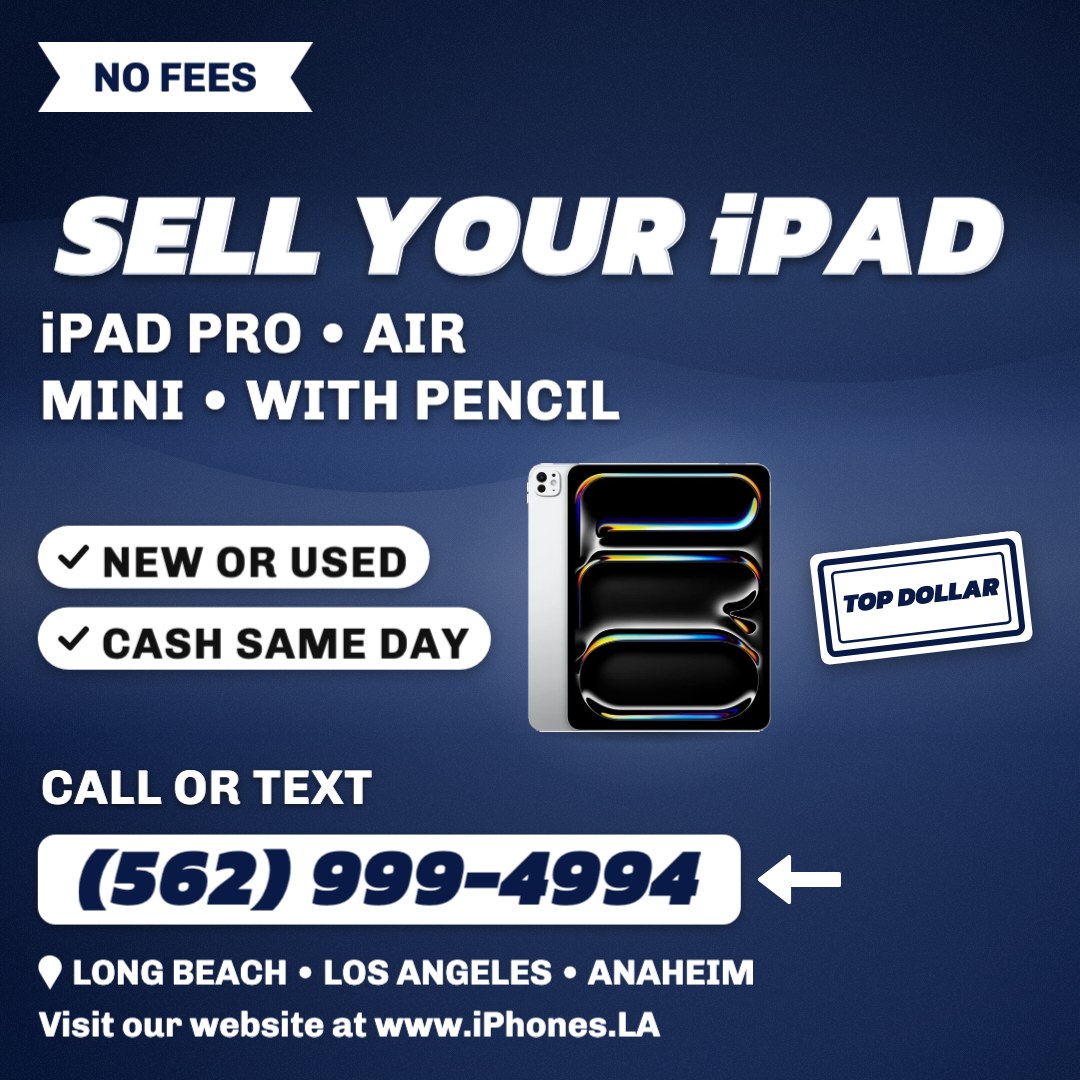 NO FEES
SELL YOUR iPAD
iPAD PRO • AIR
MINI • WITH PENCIL
NEW OR USED
CASH SAME DAY
TOP DOLLAR
CALL OR TEXT
(562) 999-4994
LONG BEACH • LOS ANGELES • ANAHEIM
Visit our website at www.iPhones.LA